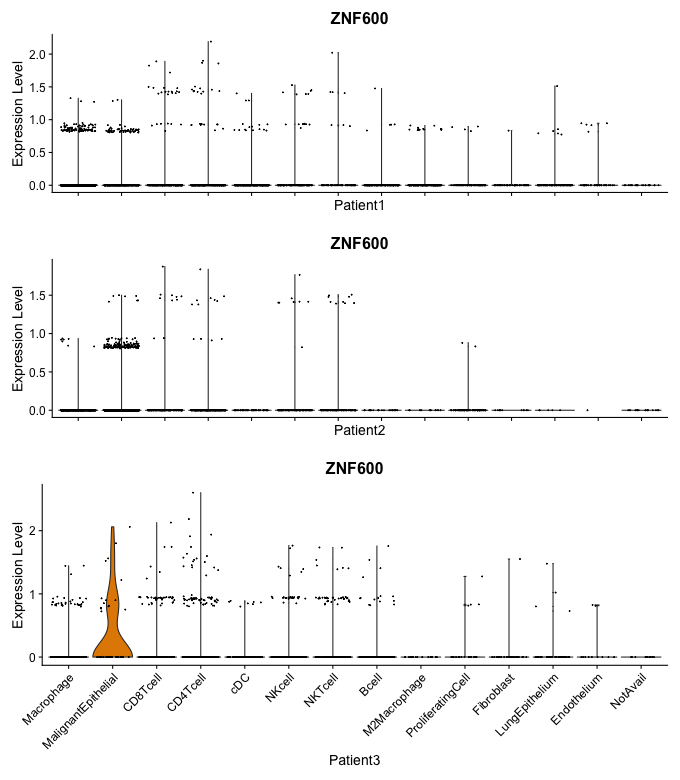 ZNF600
Expression Level
2.0
1.5
1.0
0.5
0.0
Patient1
ZNF600
Expression Level
1.5
1.0
0.5
0.0
Patient2
ZNF600
Expression Level
2
1
0
Macrophage
MalignantEpithelial
CD8Tcell
CD4Tcell
cDC
NKcell
NKTcell
Bcell
M2Macrophage
ProliferatingCell
Fibroblast
LungEpithelium
Endothelium
NotAvail
Patient3